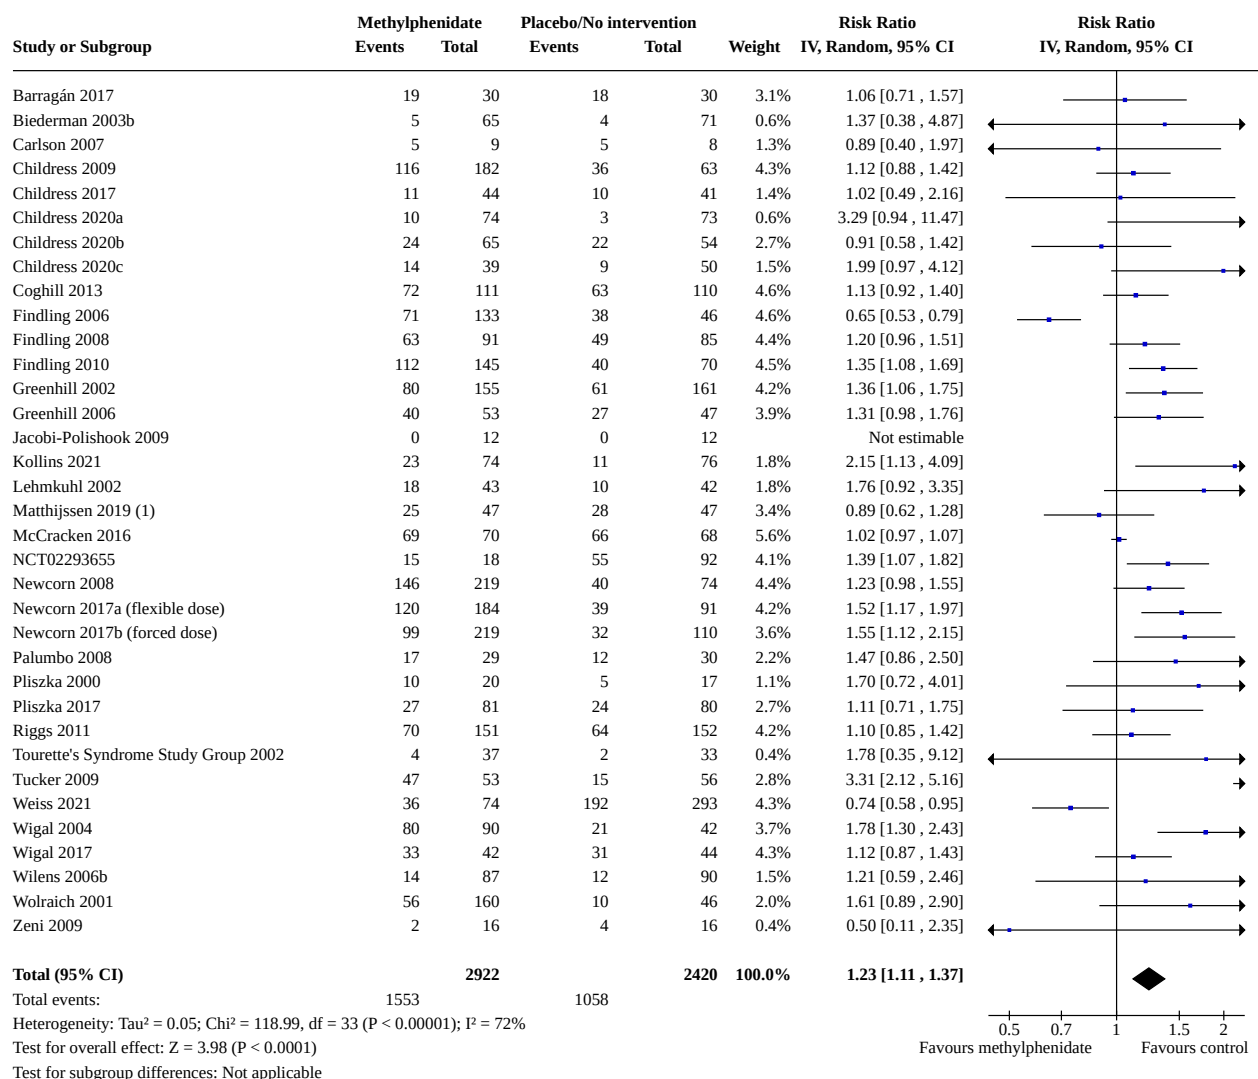 Methylphenidate Placebo/No intervention Risk Ratio Risk Ratio
Study or Subgroup Events Total Events Total Weight IV, Random, 95% CI IV, Random, 95% CI
Barragán 2017 19 30 18 30 3.1% 1.06 [0.71 , 1.57]
Biederman 2003b 5 65 4 71 0.6% 1.37 [0.38 , 4.87]
Carlson 2007 5 9 5 8 1.3% 0.89 [0.40 , 1.97]
Childress 2009 116 182 36 63 4.3% 1.12 [0.88 , 1.42]
Childress 2017 11 44 10 41 1.4% 1.02 [0.49 , 2.16]
Childress 2020a 10 74 3 73 0.6% 3.29 [0.94 , 11.47]
Childress 2020b 24 65 22 54 2.7% 0.91 [0.58 , 1.42]
Childress 2020c 14 39 9 50 1.5% 1.99 [0.97 , 4.12]
Coghill 2013 72 111 63 110 4.6% 1.13 [0.92 , 1.40]
Findling 2006 71 133 38 46 4.6% 0.65 [0.53 , 0.79]
Findling 2008 63 91 49 85 4.4% 1.20 [0.96 , 1.51]
Findling 2010 112 145 40 70 4.5% 1.35 [1.08 , 1.69]
Greenhill 2002 80 155 61 161 4.2% 1.36 [1.06 , 1.75]
Greenhill 2006 40 53 27 47 3.9% 1.31 [0.98 , 1.76]
Jacobi-Polishook 2009 0 12 0 12 Not estimable
Kollins 2021 23 74 11 76 1.8% 2.15 [1.13 , 4.09]
Lehmkuhl 2002 18 43 10 42 1.8% 1.76 [0.92 , 3.35]
Matthijssen 2019 (1) 25 47 28 47 3.4% 0.89 [0.62 , 1.28]
McCracken 2016 69 70 66 68 5.6% 1.02 [0.97 , 1.07]
NCT02293655 15 18 55 92 4.1% 1.39 [1.07 , 1.82]
Newcorn 2008 146 219 40 74 4.4% 1.23 [0.98 , 1.55]
Newcorn 2017a (flexible dose) 120 184 39 91 4.2% 1.52 [1.17 , 1.97]
Newcorn 2017b (forced dose) 99 219 32 110 3.6% 1.55 [1.12 , 2.15]
Palumbo 2008 17 29 12 30 2.2% 1.47 [0.86 , 2.50]
Pliszka 2000 10 20 5 17 1.1% 1.70 [0.72 , 4.01]
Pliszka 2017 27 81 24 80 2.7% 1.11 [0.71 , 1.75]
Riggs 2011 70 151 64 152 4.2% 1.10 [0.85 , 1.42]
Tourette's Syndrome Study Group 2002 4 37 2 33 0.4% 1.78 [0.35 , 9.12]
Tucker 2009 47 53 15 56 2.8% 3.31 [2.12 , 5.16]
Weiss 2021 36 74 192 293 4.3% 0.74 [0.58 , 0.95]
Wigal 2004 80 90 21 42 3.7% 1.78 [1.30 , 2.43]
Wigal 2017 33 42 31 44 4.3% 1.12 [0.87 , 1.43]
Wilens 2006b 14 87 12 90 1.5% 1.21 [0.59 , 2.46]
Wolraich 2001 56 160 10 46 2.0% 1.61 [0.89 , 2.90]
Zeni 2009 2 16 4 16 0.4% 0.50 [0.11 , 2.35]
Total (95% CI) 2922 2420 100.0% 1.23 [1.11 , 1.37]
Total events: 1553 1058
Heterogeneity: Tau² = 0.05; Chi² = 118.99, df = 33 (P < 0.00001); I² = 72%
0.5 0.7 1 1.5 2
Test for overall effect: Z = 3.98 (P < 0.0001) Favours methylphenidate Favours control
Test for subgroup differences: Not applicable